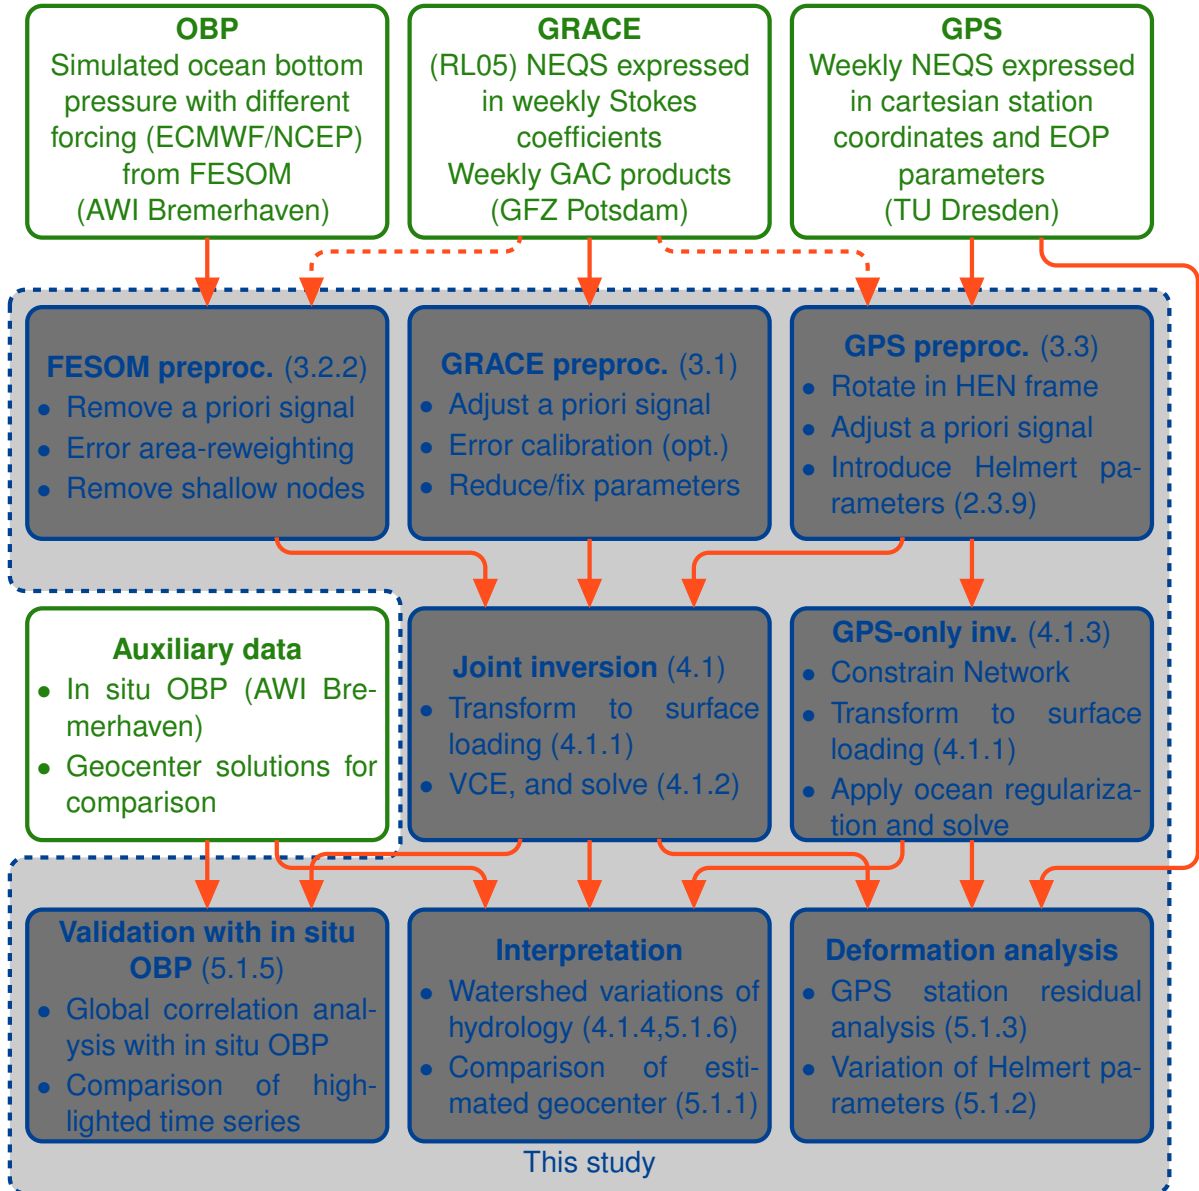 OBP
Simulated ocean bottom
pressure with different
forcing (ECMWF/NCEP)
from FESOM
(AWI Bremerhaven)
GRACE
(RL05) NEQS expressed
in weekly Stokes
coefficients
Weekly GAC products
(GFZ Potsdam)
GPS
Weekly NEQS expressed
in cartesian station
coordinates and EOP
parameters
(TU Dresden)
FESOM preproc. (3.2.2)
• Remove a priori signal
• Error area-reweighting
• Remove shallow nodes
GRACE preproc. (3.1)
• Adjust a priori signal
• Error calibration (opt.)
• Reduce/fix parameters
GPS preproc. (3.3)
• Rotate in HEN frame
• Adjust a priori signal
• Introduce Helmert pa-
rameters (2.3.9)
Auxiliary data
• In situ OBP (AWI Bre-
merhaven)
• Geocenter solutions for
comparison
Joint inversion (4.1)
• Transform to surface
loading (4.1.1)
• VCE, and solve (4.1.2)
GPS-only inv. (4.1.3)
• Constrain Network
• Transform to surface
loading (4.1.1)
• Apply ocean regulariza-
tion and solve
Validation with in situ
OBP (5.1.5)
• Global correlation anal-
ysis with in situ OBP
• Comparison of high-
lighted time series
Interpretation
• Watershed variations of
hydrology (4.1.4,5.1.6)
• Comparison of esti-
mated geocenter (5.1.1)
Deformation analysis
• GPS station residual
analysis (5.1.3)
• Variation of Helmert pa-
rameters (5.1.2)
This study